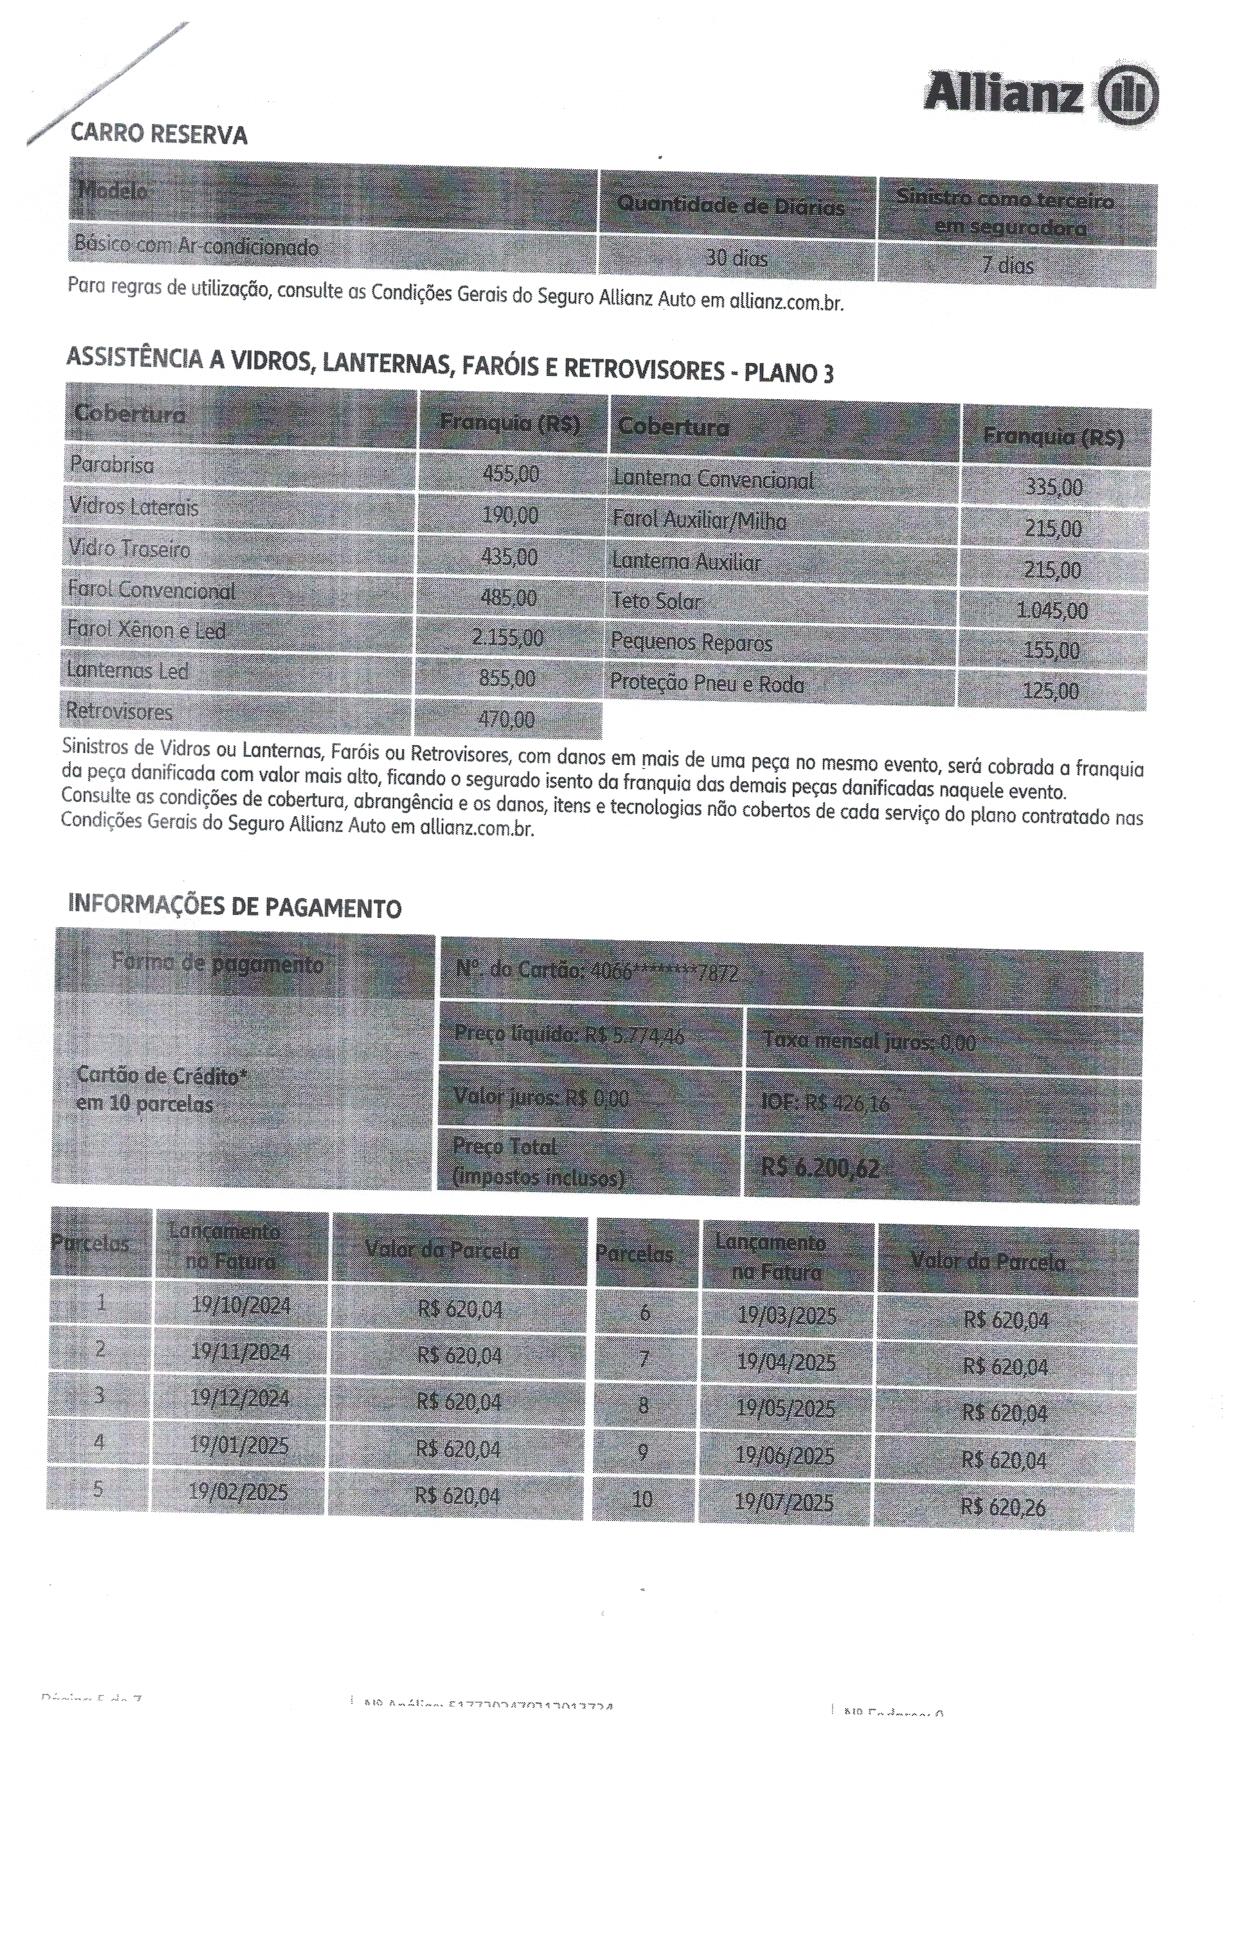 Allianz
CARRO RESERVA
Modelo Quantidade de Diárias Sinistro como terceiro
em seguradora
Básico com Ar-condicionado 30 dias 7 dias
Para regras de utilização, consulte as Condições Gerais do Seguro Allianz Auto em allianz.com.br.
ASSISTÊNCIA A VIDROS, LANTERNAS, FARÓIS E RETROVISORES - PLANO 3
Cobertura Franquia (R$) Cobertura Franquia (R$)
Parabrisa 455,00 Lanterna Convencional 335,00
Vidros Laterais 190,00 Farol Auxiliar/Milha 215,00
Vidro Traseiro 435,00 Lanterna Auxiliar 215,00
Farol Convencional 485,00 Teto Solar 1.045,00
Farol Xênon e Led 2.155,00 Pequenos Reparos 155,00
Lanternas Led 855,00 Proteção Pneu e Roda 125,00
Retrovisores 470,00
Sinistros de Vidros ou Lanternas, Faróis ou Retrovisores, com danos em mais de uma peça no mesmo evento, será cobrada a franquia
da peça danificada com valor mais alto, ficando o segurado isento da franquia das demais peças danificadas naquele evento.
Consulte as condições de cobertura, abrangência e os danos, itens e tecnologias não cobertos de cada serviço do plano contratado nas
Condições Gerais do Seguro Allianz Auto em allianz.com.br.
INFORMAÇÕES DE PAGAMENTO
Forma de pagamento Nº. do Cartão: 4066********7872
Preço líquido: R$ 5.774,46 Taxa mensal juros: 0,00
Cartão de Crédito*
em 10 parcelas
Valor juros: R$ 0,00 IOF: R$ 426,16
Preço Total
(impostos inclusos) R$ 6.200,62
Parcelas Lançamento
na Fatura Valor da Parcela Parcelas Lançamento
na Fatura Valor da Parcela
1 19/10/2024 R$ 620,04 6 19/03/2025 R$ 620,04
2 19/11/2024 R$ 620,04 7 19/04/2025 R$ 620,04
3 19/12/2024 R$ 620,04 8 19/05/2025 R$ 620,04
4 19/01/2025 R$ 620,04 9 19/06/2025 R$ 620,04
5 19/02/2025 R$ 620,04 10 19/07/2025 R$ 620,26
Página 5 de 7